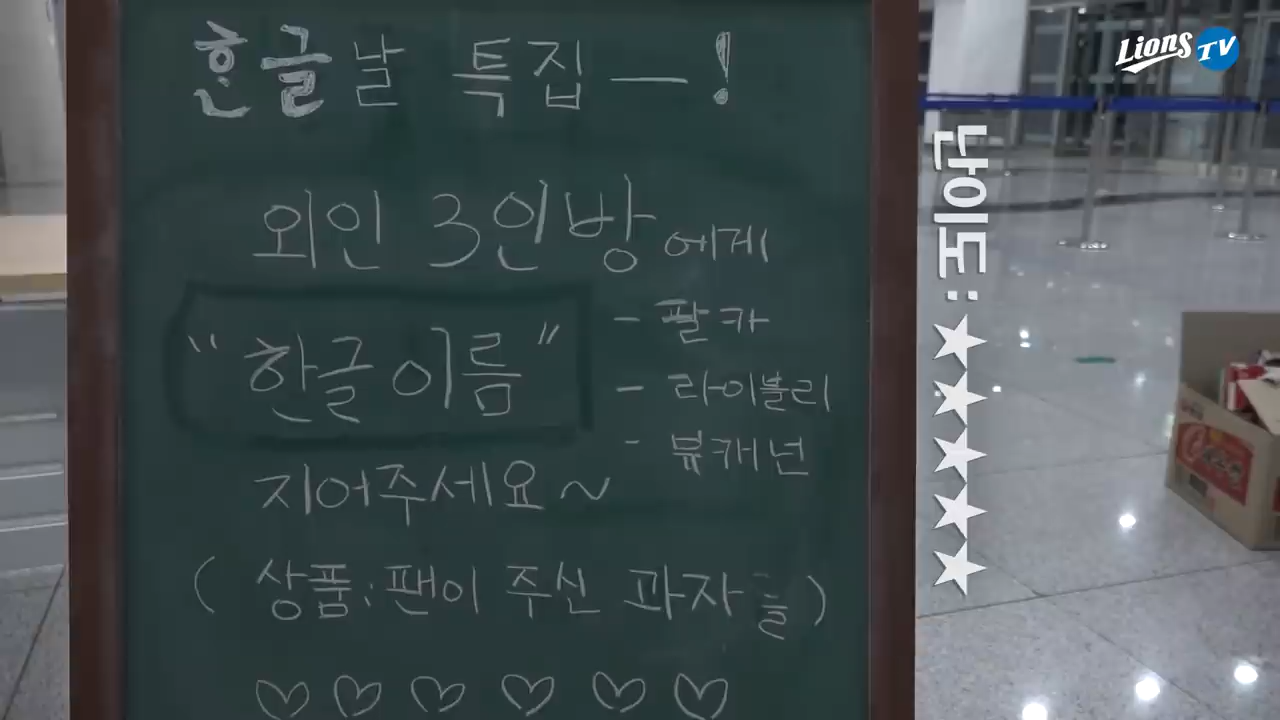 한글날 특집 — !
외인 3인방에게
- 팔카
- 라이블리
- 뷰캐넌
"한글 이름"
지어주세요~
(상품:팬이 주신 과자들)
난이도:★★★★★
Lions TV